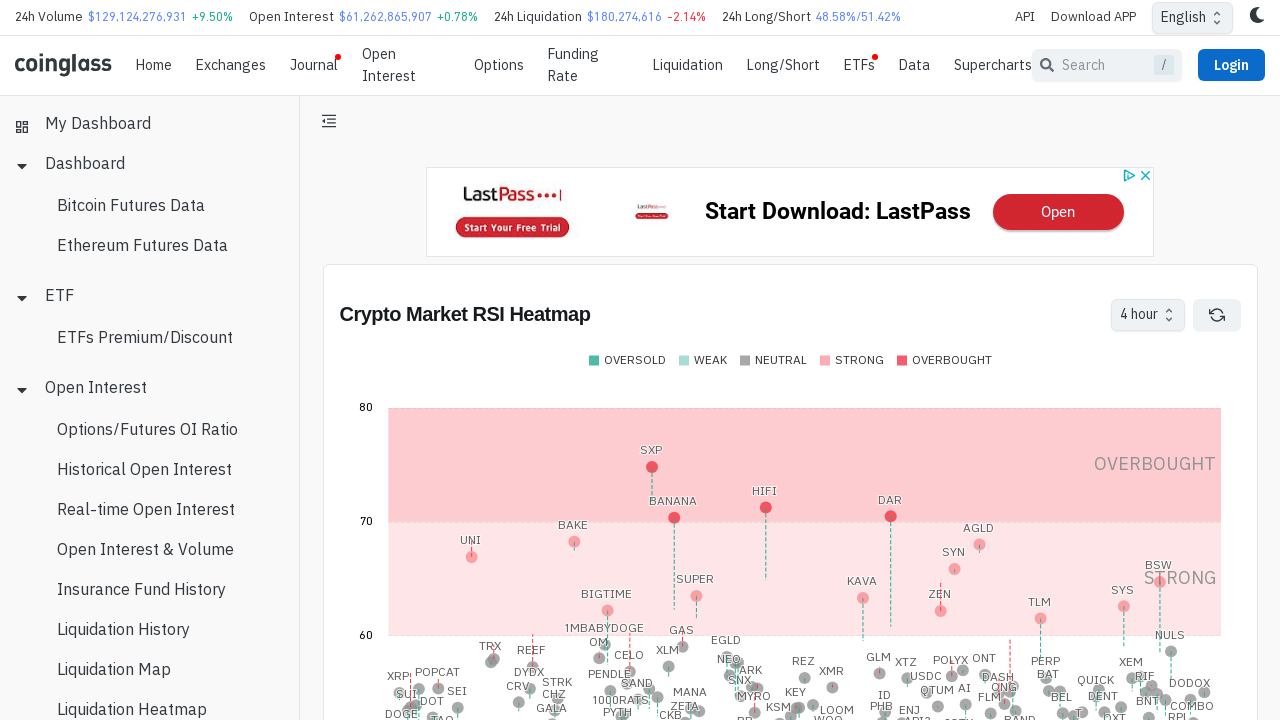 24h Volume $129,124,276,931 +9.50% Open Interest $61,262,865,907 +0.78% 24h Liquidation $180,274,616 -2.14% 24h Long/Short 48.58%/51.42% API Download APP English
coinglass Home Exchanges Journal Open Interest Options Funding Rate Liquidation Long/Short ETFs Data Supercharts Search / Login
My Dashboard
Dashboard
Bitcoin Futures Data
Ethereum Futures Data
ETF
ETFs Premium/Discount
Open Interest
Options/Futures OI Ratio
Historical Open Interest
Real-time Open Interest
Open Interest & Volume
Insurance Fund History
Liquidation History
Liquidation Map
Liquidation Heatmap
LastPass
Start Your Free Trial
Start Download: LastPass
Open
Crypto Market RSI Heatmap
4 hour
OVERSOLD WEAK NEUTRAL STRONG OVERBOUGHT
80
SXP
OVERBOUGHT
BANANA HIFI DAR
70
UNI BAKE AGLD
SYN
BSW
STRONG
SUPER KAVA
BIGTIME ZEN SYS
TLM
1MBABYDOGE GAS
60
NULS
TRX REEF OM CELO XLM EGLD
NEO REZ GLM XTZ POLYX ONT PERP XEM
XRP POPCAT DYDX PENDLE ARK XMR USDC DASH BAT RIF
CRV STRK SAND SNX QUICK DODOX
SUI SEI CHZ MANA MYRO KEY ID QTUM AI BEL DENT
DOT GALA 1000RATS ZETA KSM PHB FLM BNT COMBO
DOGE PYTH CKB LOOM ENJ BAND